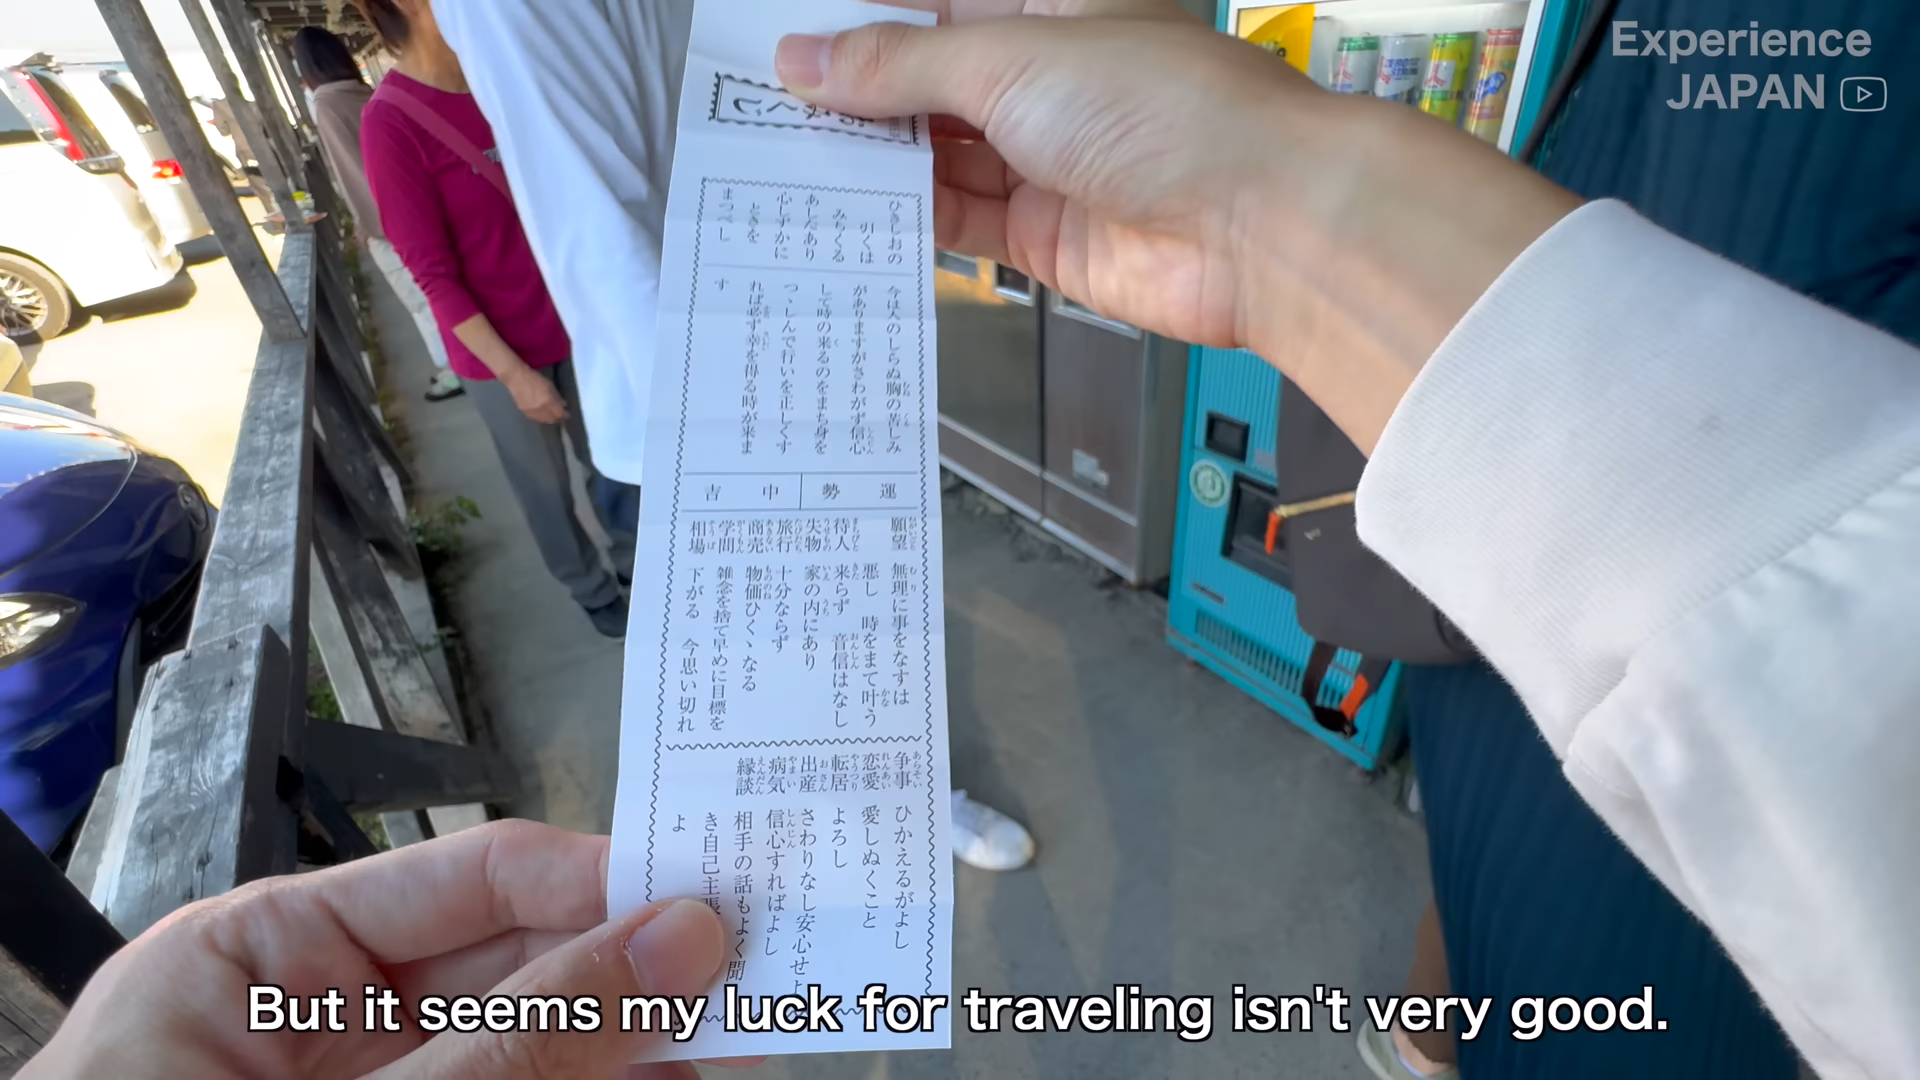 Experience
JAPAN
みくじ
ひきしおの
引くは
みちくる
あしたあり
心しずかに
ときを
まつべし
今は人のしらぬ胸の苦しみ
がありますがさわがず信心
して時の来るのをまち身を
つゝしんで行いを正しくす
れば必ず幸を得る時が来ま
す
運勢
中吉
願望 無理に事をなすは
悪し 時をまて叶う
待人 来らず 音信はなし
失物 家の内にあり
旅行 十分ならず
商売 物価ひくゝなる
学問 雑念を捨て早めに目標を
相場 下がる 今思い切れ
争事 ひかえるがよし
恋愛 愛しぬくこと
転居 よろし
出産 さわりなし安心せよ
病気 信心すればよし
縁談 相手の話もよく聞
き自己主張
よ
But it seems my luck for traveling isn't very good.